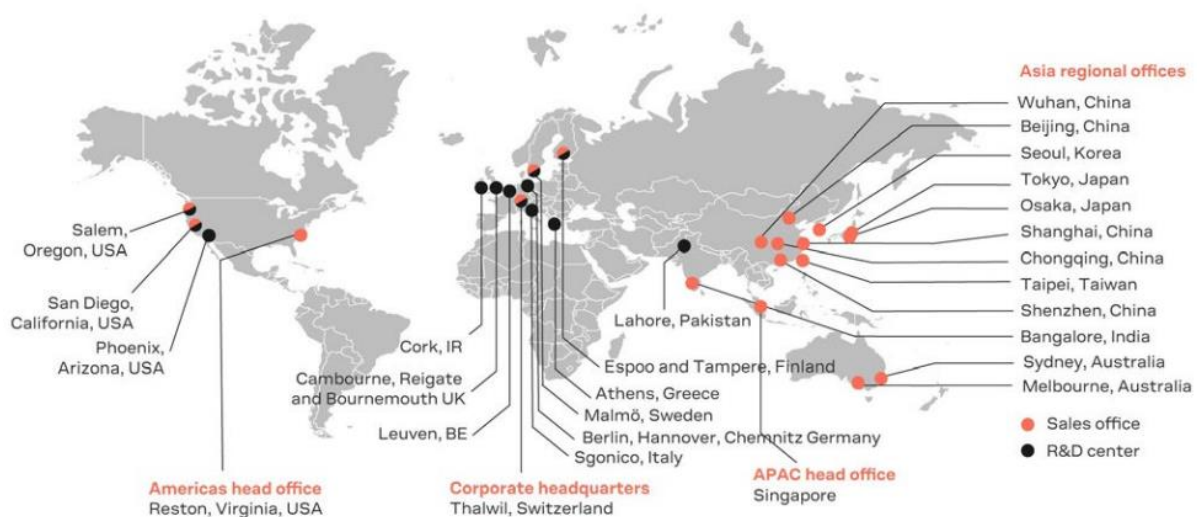 Asia regional offices
Wuhan, China
Beijing, China
Seoul, Korea
Tokyo, Japan
Osaka, Japan
Shanghai, China
Chongqing, China
Taipei, Taiwan
Shenzhen, China
Bangalore, India
Sydney, Australia
Melbourne, Australia
Sales office
R&D center
Salem,
Oregon, USA
San Diego,
California, USA
Phoenix,
Arizona, USA
Americas head office
Reston, Virginia, USA
Cork, IR
Cambourne, Reigate
and Bournemouth UK
Leuven, BE
Corporate headquarters
Thalwil, Switzerland
Lahore, Pakistan
Espoo and Tampere, Finland
Athens, Greece
Malmö, Sweden
Berlin, Hannover, Chemnitz Germany
Sgonico, Italy
APAC head office
Singapore